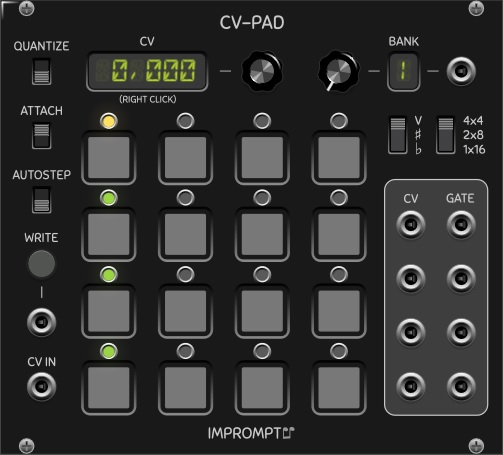 CV-PAD
QUANTIZE
CV
BANK
0,000
1
(RIGHT CLICK)
ATTACH
V
♯
♭
4x4
2x8
1x16
AUTOSTEP
CV
GATE
WRITE
CV IN
IMPROMPTU